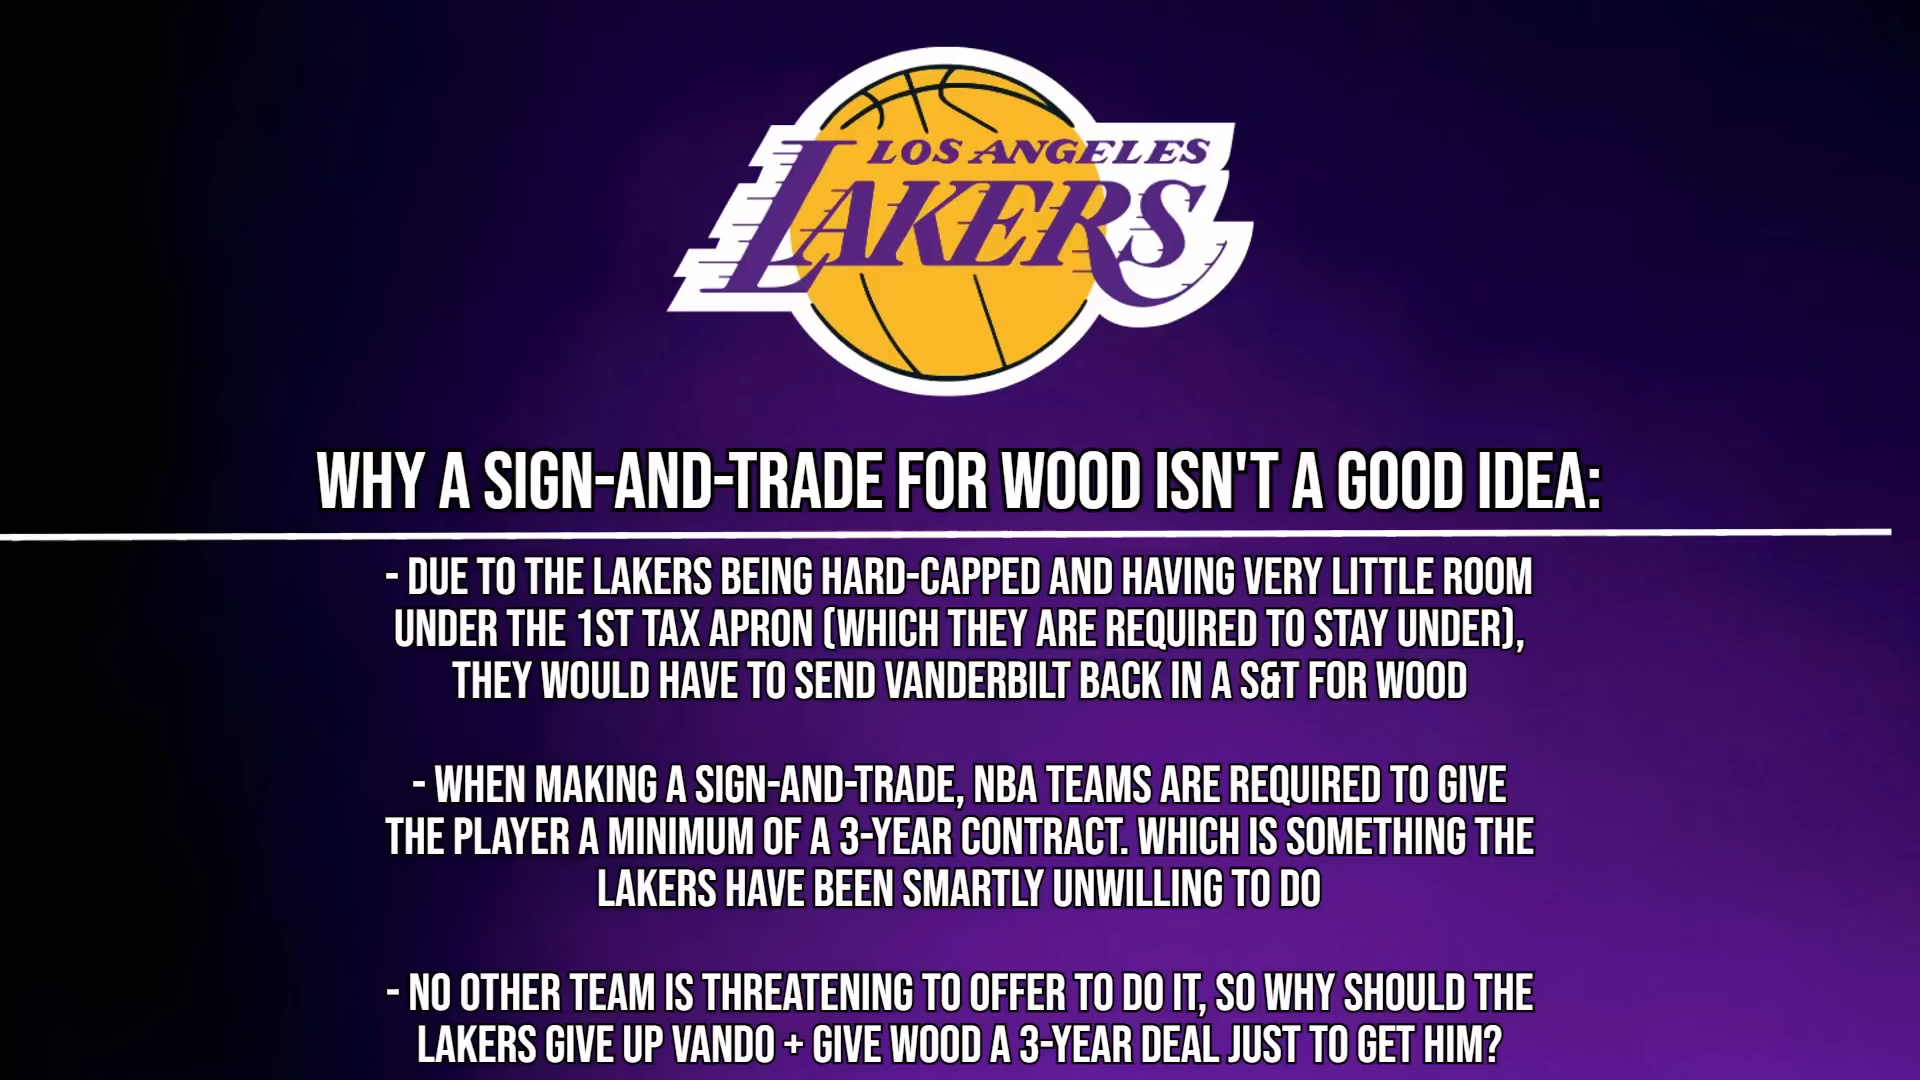 LOS ANGELES
LAKERS
WHY A SIGN-AND-TRADE FOR WOOD ISN'T A GOOD IDEA:
- DUE TO THE LAKERS BEING HARD-CAPPED AND HAVING VERY LITTLE ROOM
UNDER THE 1ST TAX APRON (WHICH THEY ARE REQUIRED TO STAY UNDER),
THEY WOULD HAVE TO SEND VANDERBILT BACK IN A S&T FOR WOOD
- WHEN MAKING A SIGN-AND-TRADE, NBA TEAMS ARE REQUIRED TO GIVE
THE PLAYER A MINIMUM OF A 3-YEAR CONTRACT. WHICH IS SOMETHING THE
LAKERS HAVE BEEN SMARTLY UNWILLING TO DO
- NO OTHER TEAM IS THREATENING TO OFFER TO DO IT, SO WHY SHOULD THE
LAKERS GIVE UP VANDO + GIVE WOOD A 3-YEAR DEAL JUST TO GET HIM?